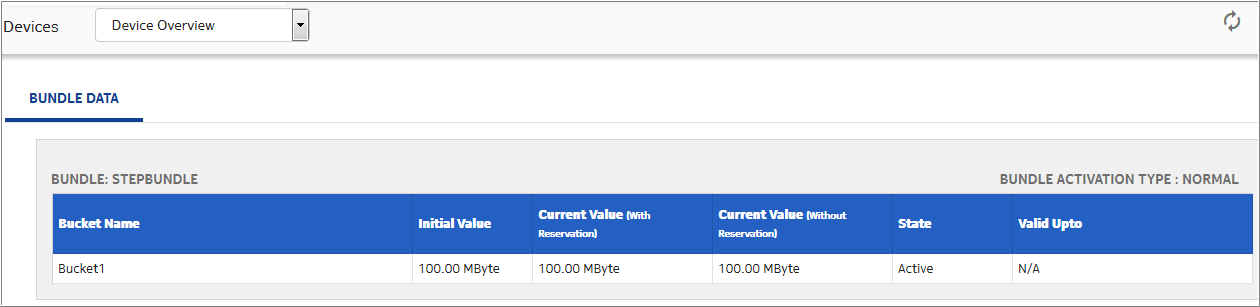 Devices Device Overview
BUNDLE DATA
BUNDLE: STEPBUNDLE BUNDLE ACTIVATION TYPE : NORMAL
Bucket Name Initial Value Current Value (With Reservation) Current Value (Without Reservation) State Valid Upto
Bucket1 100.00 MByte 100.00 MByte 100.00 MByte Active N/A